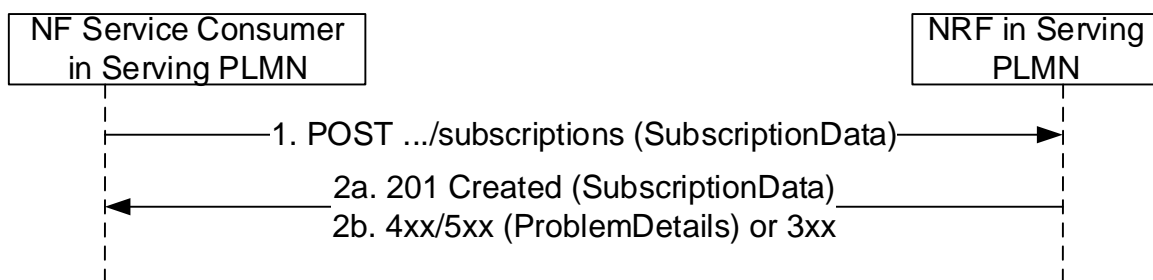 NF Service Consumer
in Serving PLMN
NRF in Serving
PLMN
1. POST .../subscriptions (SubscriptionData)
2a. 201 Created (SubscriptionData)
2b. 4xx/5xx (ProblemDetails) or 3xx